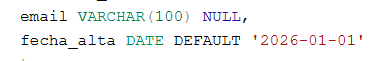 email VARCHAR(100) NULL,
fecha_alta DATE DEFAULT '2026-01-01'